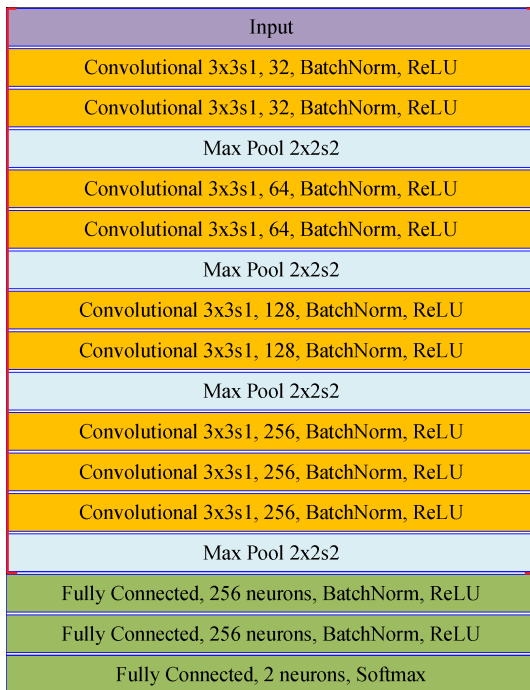 Input
Convolutional 3x3s1, 32, BatchNorm, ReLU
Convolutional 3x3s1, 32, BatchNorm, ReLU
Max Pool 2x2s2
Convolutional 3x3s1, 64, BatchNorm, ReLU
Convolutional 3x3s1, 64, BatchNorm, ReLU
Max Pool 2x2s2
Convolutional 3x3s1, 128, BatchNorm, ReLU
Convolutional 3x3s1, 128, BatchNorm, ReLU
Max Pool 2x2s2
Convolutional 3x3s1, 256, BatchNorm, ReLU
Convolutional 3x3s1, 256, BatchNorm, ReLU
Convolutional 3x3s1, 256, BatchNorm, ReLU
Max Pool 2x2s2
Fully Connected, 256 neurons, BatchNorm, ReLU
Fully Connected, 256 neurons, BatchNorm, ReLU
Fully Connected, 2 neurons, Softmax